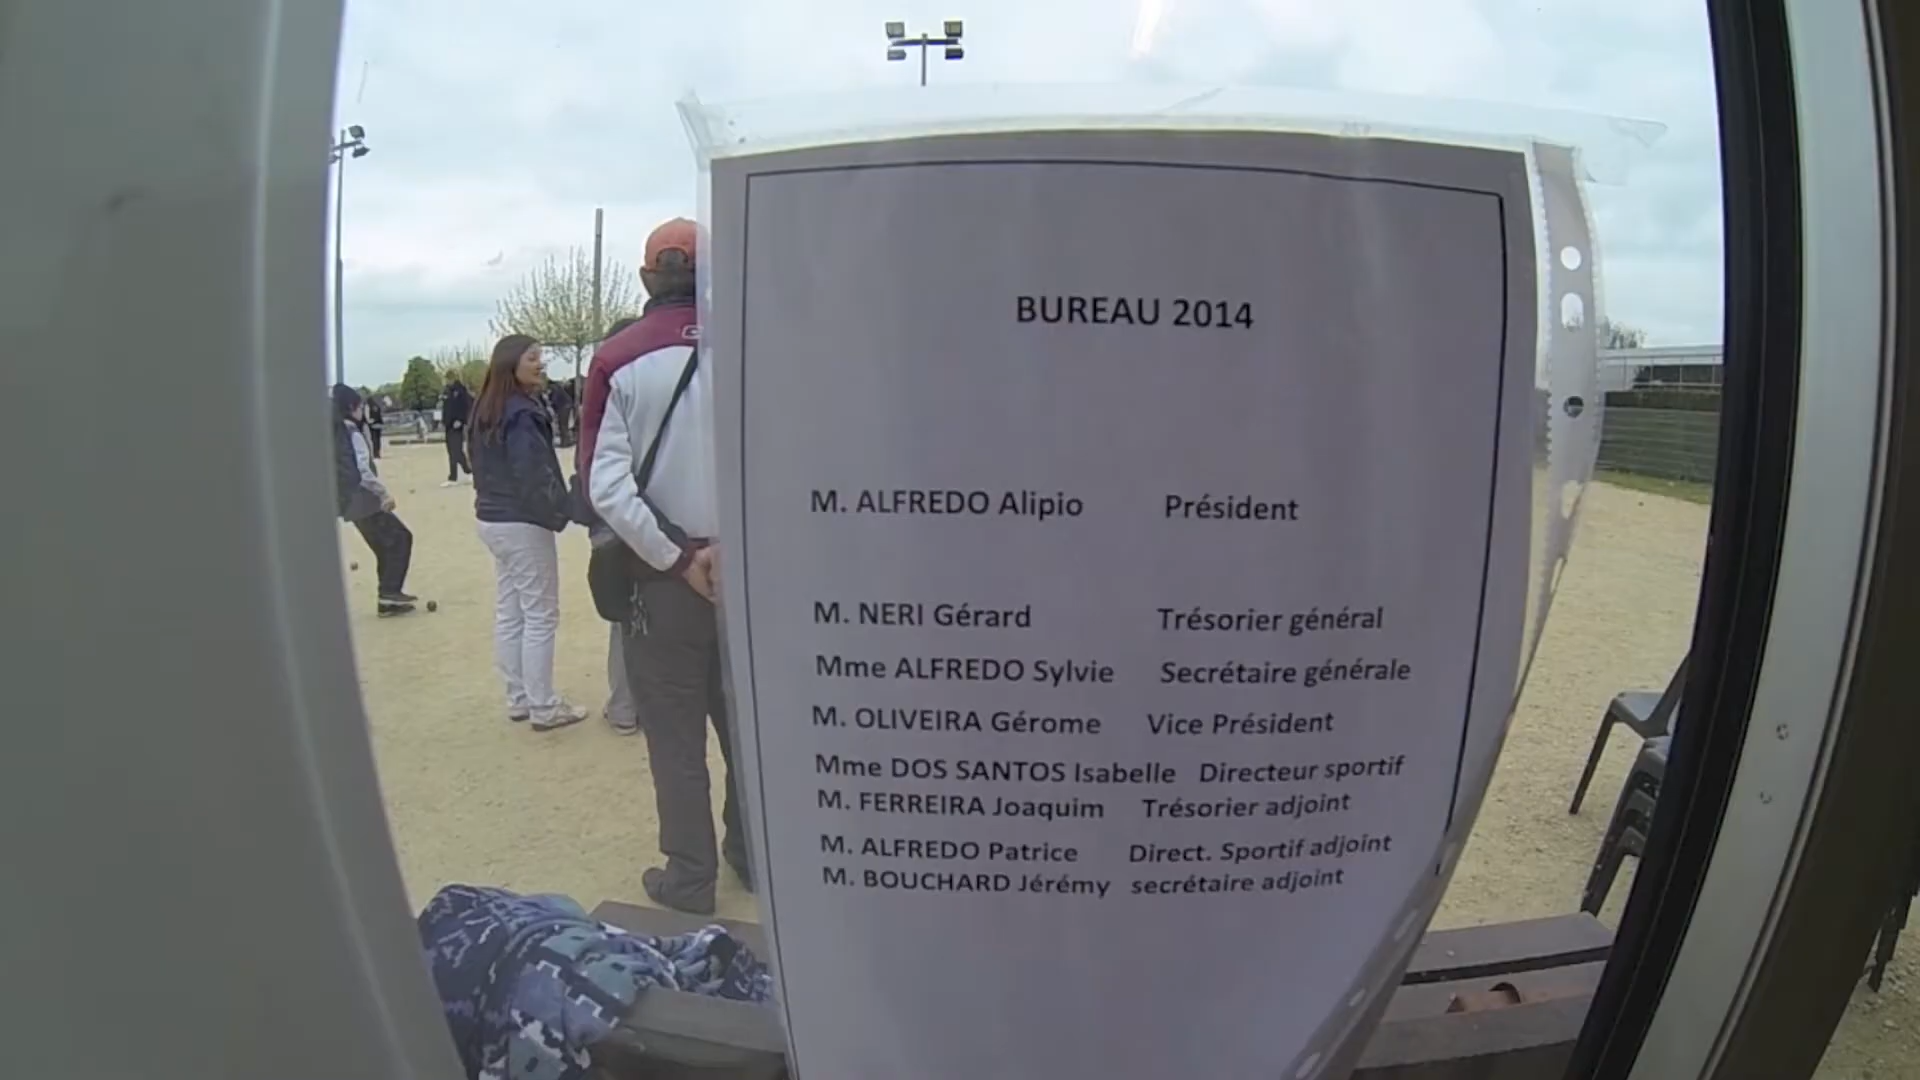 BUREAU 2014
M. ALFREDO Alipio Président
M. NERI Gérard Trésorier général
Mme ALFREDO Sylvie Secrétaire générale
M. OLIVEIRA Gérome Vice Président
Mme DOS SANTOS Isabelle Directeur sportif
M. FERREIRA Joaquim Trésorier adjoint
M. ALFREDO Patrice Direct. Sportif adjoint
M. BOUCHARD Jérémy secrétaire adjoint